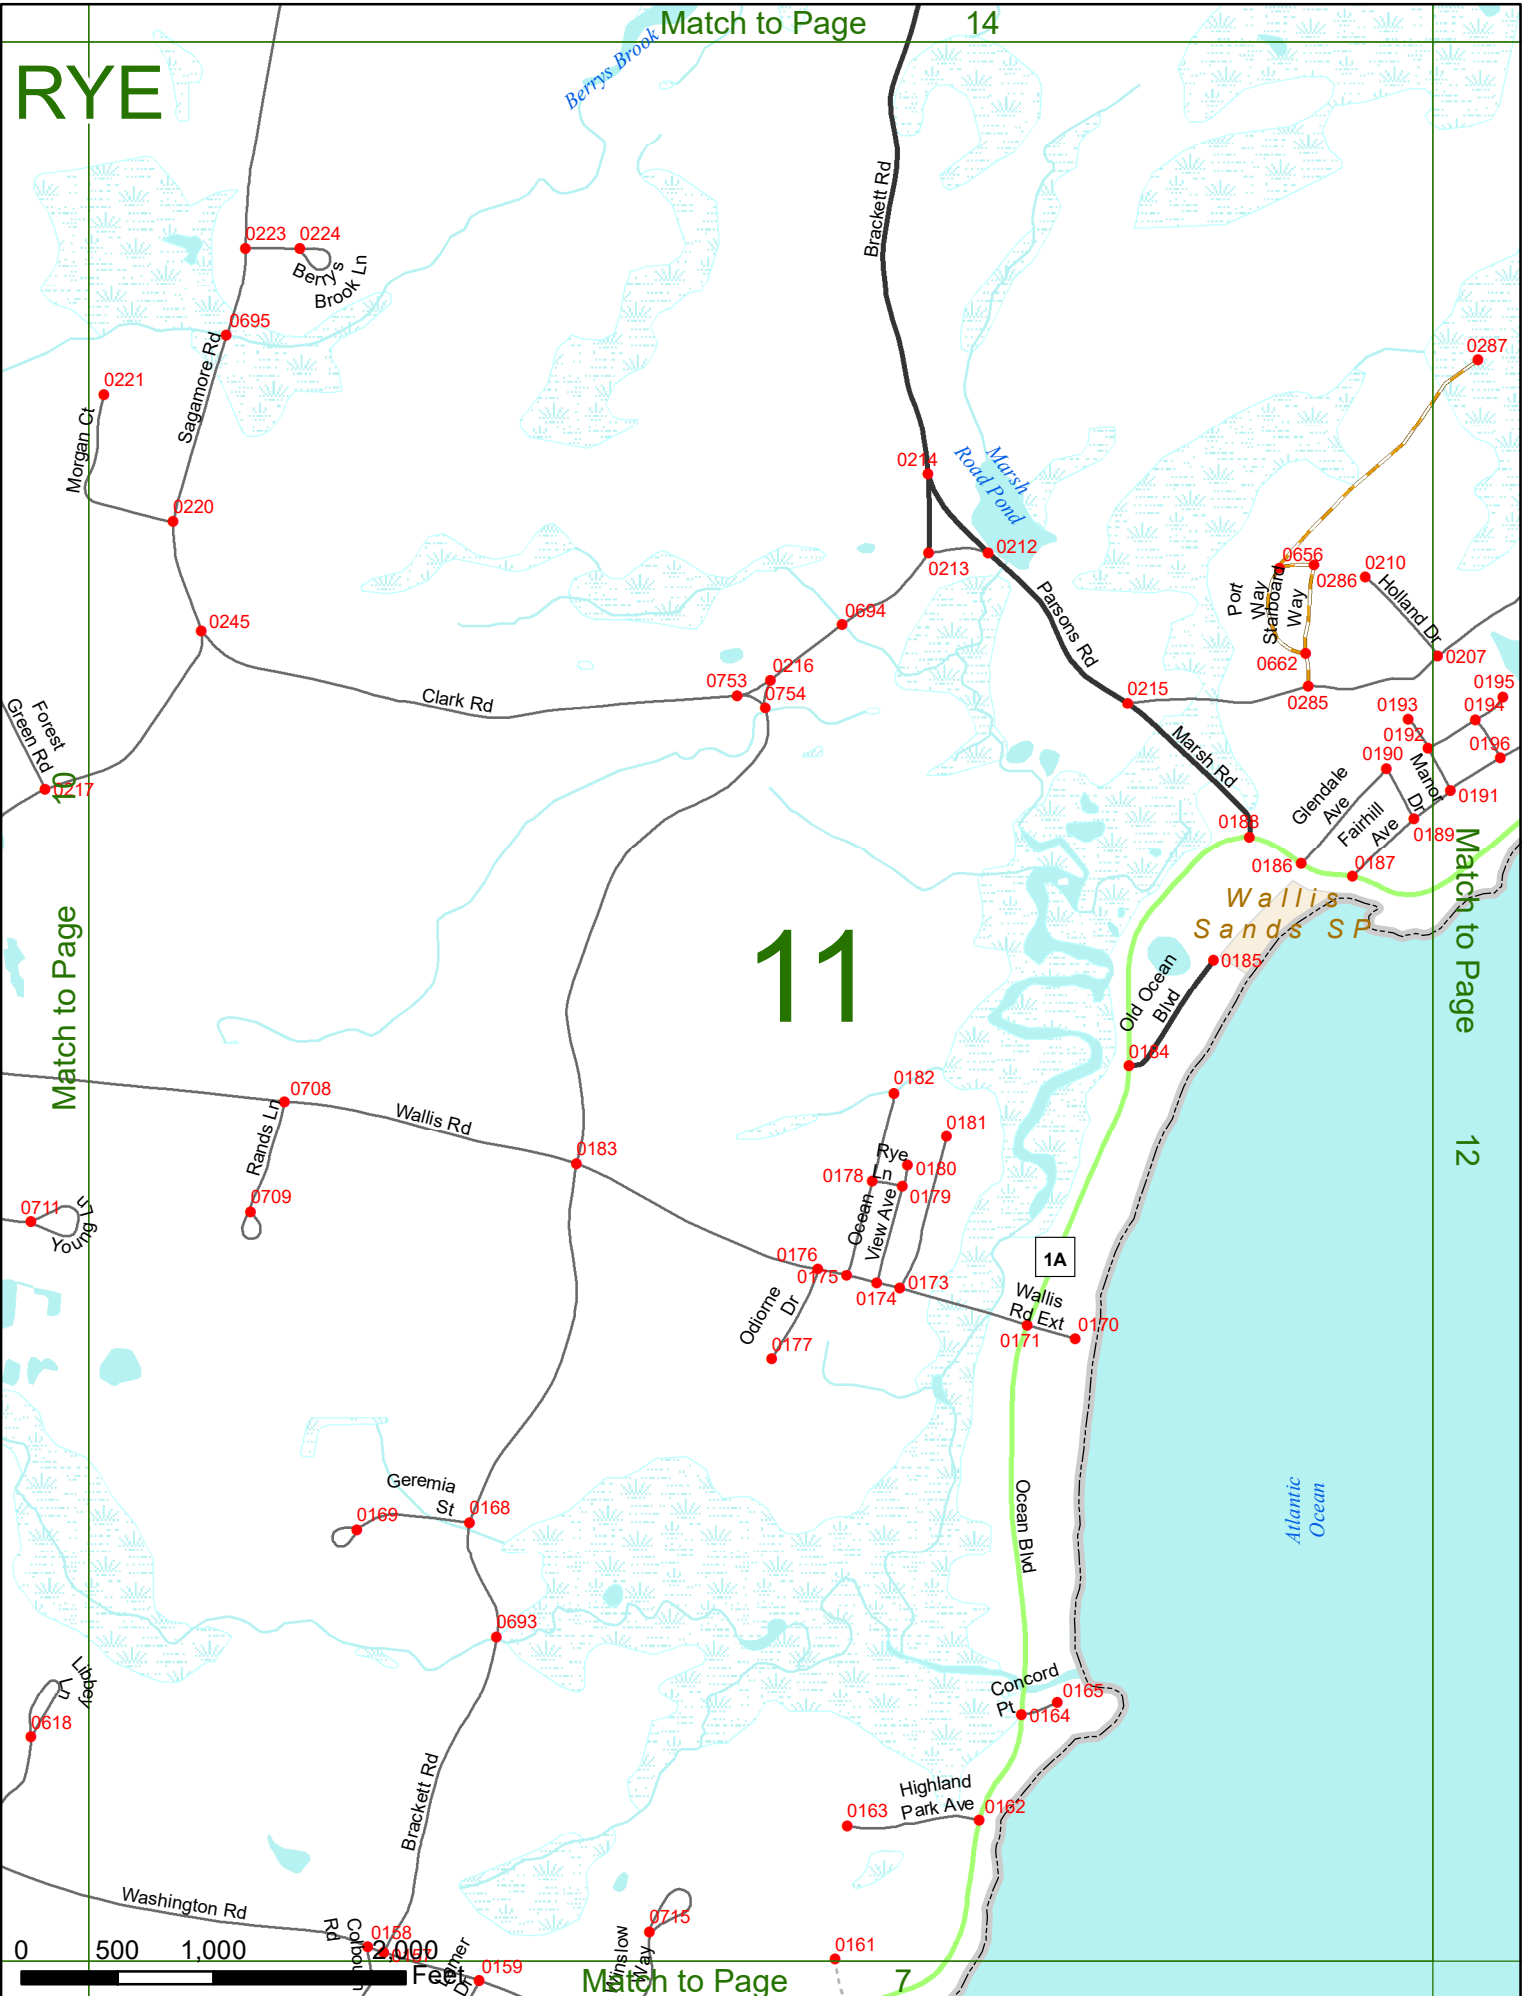 Match to Page 14
RYE
Berrys Brook
Brackett Rd
0223
0224
Berrys
Brook Ln
0695
Sagamore Rd
0221
Morgan Ct
0220
0287
0214
Marsh
Road Pond
0213
0212
0656
0286
0210
Port
Way
Starboard
Way
Holland Dr
0662
0207
0245
0694
Parsons Rd
0216
0753
0754
Clark Rd
0215
0285
0195
0193
0194
0192
0196
0190
Forest
Green Rd
0217
10
Marsh Rd
Manor
Dr
0191
Glendale
Ave
Fairhill
Ave
0189
0188
0186
0187
Match to Page
12
Wallis
Sands SP
Match to Page
11
0185
Old Ocean
Blvd
0184
0182
0708
Wallis Rd
0181
Rands Ln
0183
Rye
Ln
0180
0178
0179
0709
0711
Young
Ln
Ocean
View Ave
0176
0175
0174
0173
1A
Wallis
Rd Ext
0170
0171
Odiorne
Dr
0177
Geremia
St
0168
0169
Ocean Blvd
Atlantic
Ocean
0693
Libbey
Ln
0618
Concord
Pt
0165
0164
Brackett Rd
Highland
Park Ave
0163
0162
Washington Rd
0158
0157
0715
Winslow
Way
0161
0159
Dr
Rd
0 500 1,000 2,000
Feet
Match to Page 7